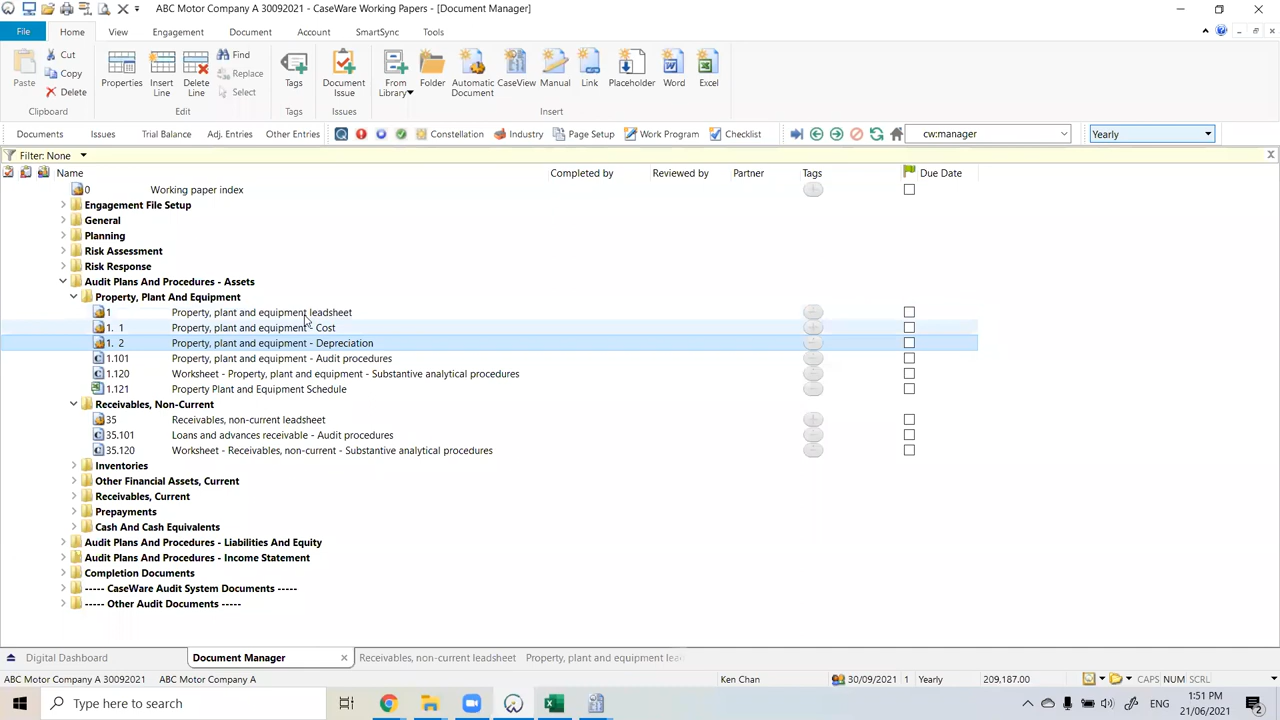 ABC Motor Company A 30092021 - CaseWare Working Papers - [Document Manager]
File Home View Engagement Document Account SmartSync Tools
Paste Cut Copy Delete Properties Insert Line Delete Line Find Replace Select Tags Document Issue From Library Folder Automatic Document CaseView Manual Link Placeholder Word Excel
Clipboard Edit Tags Issues Insert
Documents Issues Trial Balance Adj. Entries Other Entries Constellation Industry Page Setup Work Program Checklist cw:manager Yearly
Filter: None
Name Completed by Reviewed by Partner Tags Due Date
0 Working paper index
Engagement File Setup
General
Planning
Risk Assessment
Risk Response
Audit Plans And Procedures - Assets
Property, Plant And Equipment
1 Property, plant and equipment leadsheet
1. 1 Property, plant and equipment - Cost
1. 2 Property, plant and equipment - Depreciation
1.101 Property, plant and equipment - Audit procedures
1.120 Worksheet - Property, plant and equipment - Substantive analytical procedures
1.121 Property Plant and Equipment Schedule
Receivables, Non-Current
35 Receivables, non-current leadsheet
35.101 Loans and advances receivable - Audit procedures
35.120 Worksheet - Receivables, non-current - Substantive analytical procedures
Inventories
Other Financial Assets, Current
Receivables, Current
Prepayments
Cash And Cash Equivalents
Audit Plans And Procedures - Liabilities And Equity
Audit Plans And Procedures - Income Statement
Completion Documents
----- CaseWare Audit System Documents -----
----- Other Audit Documents -----
Digital Dashboard Document Manager Receivables, non-current leadsheet Property, plant and equipment lea
ABC Motor Company A 30092021 ABC Motor Company A Ken Chan 30/09/2021 1 Yearly 209,187.00 CAPS NUM SCRL
Type here to search ENG 1:51 PM
21/06/2021 2